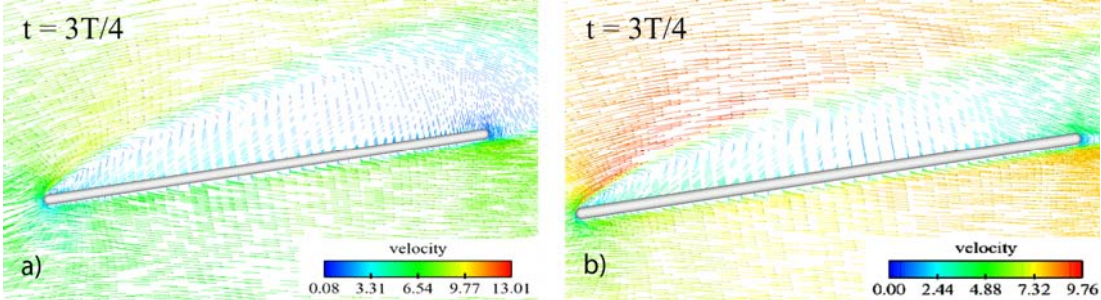 t = 3T/4
velocity
0.08 3.31 6.54 9.77 13.01
a)
t = 3T/4
velocity
0.00 2.44 4.88 7.32 9.76
b)